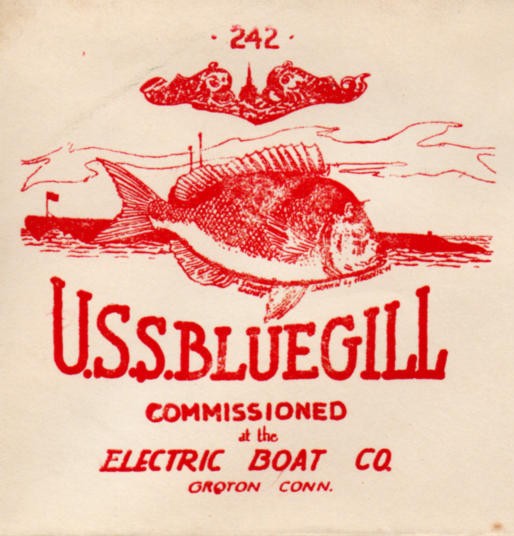 · 242 ·
U.S.S. BLUEGILL
COMMISSIONED
at the
ELECTRIC BOAT CO.
GROTON CONN.